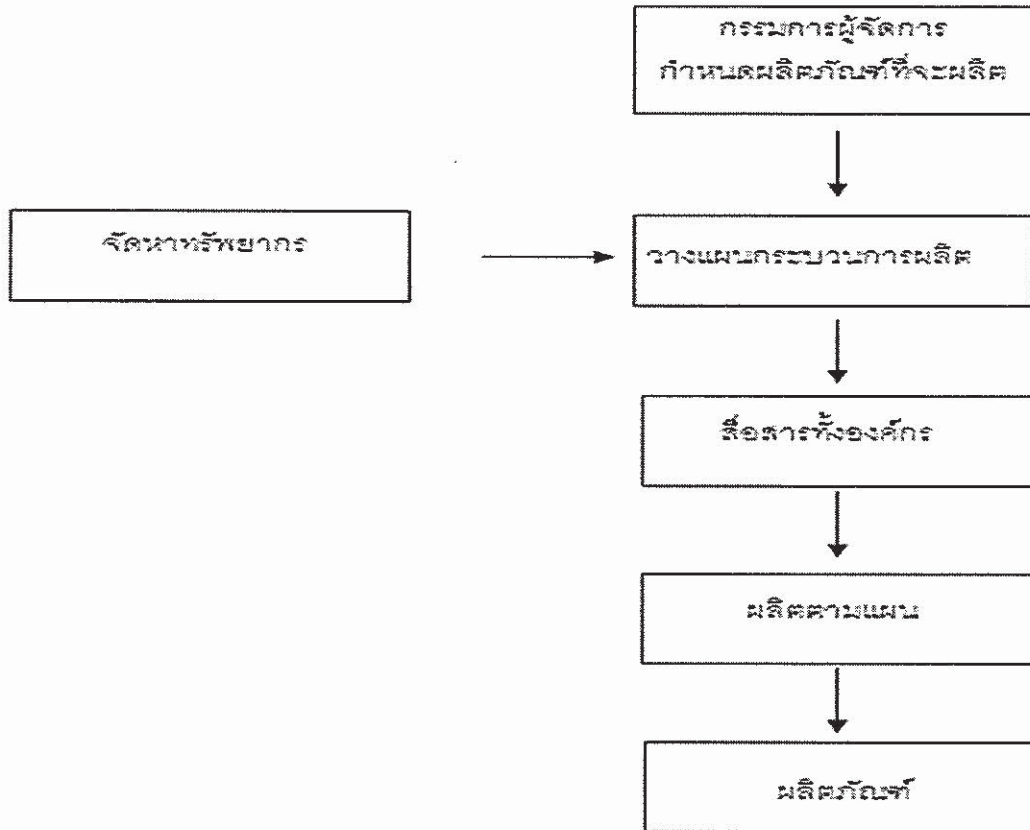 กรรมการผู้จัดการ
กำหนดผลิตภัณฑ์ที่จะผลิต
จัดหาทรัพยากร
วางแผนกระบวนการผลิต
สื่อสารทั้งองค์กร
ผลิตตามแผน
ผลิตภัณฑ์